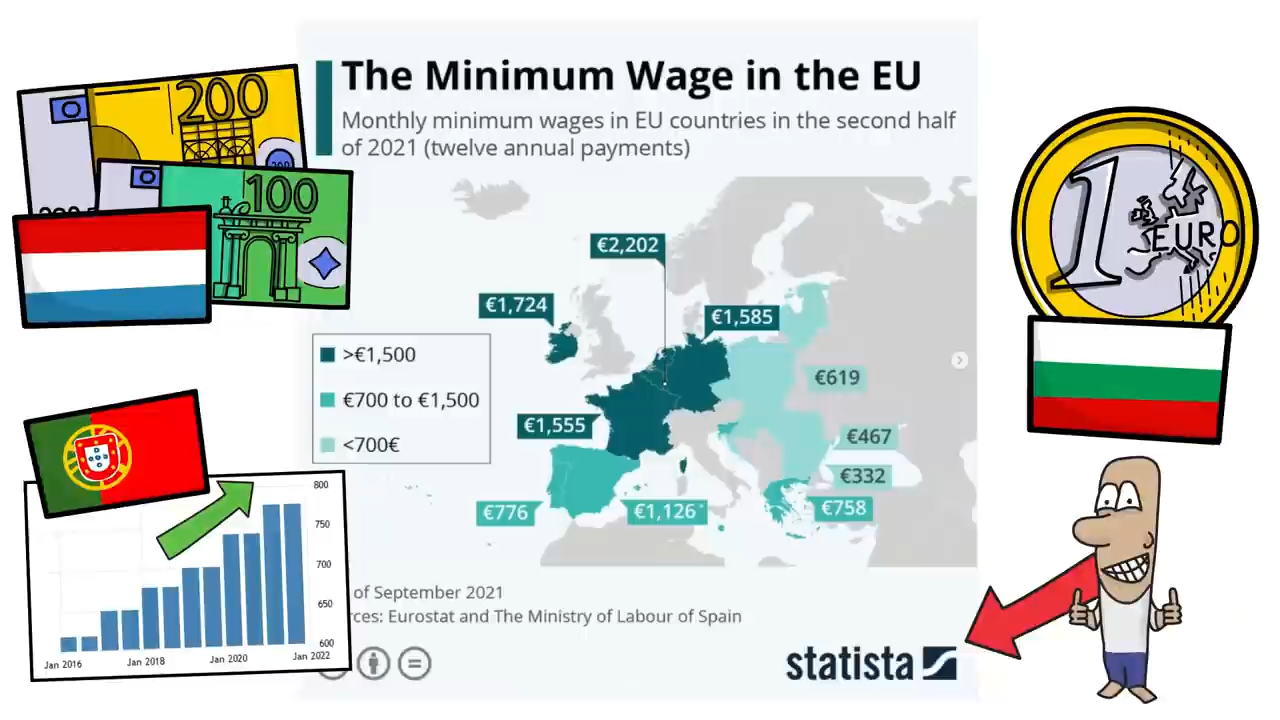 The Minimum Wage in the EU
Monthly minimum wages in EU countries in the second half
of 2021 (twelve annual payments)
200
100
1
EURO
€2,202
€1,724
€1,585
>€1,500
€700 to €1,500
<700€
€619
€1,555
€467
€332
€776
€1,126*
€758
800
750
700
650
600
Jan 2016
Jan 2018
Jan 2020
Jan 2022
of September 2021
rces: Eurostat and The Ministry of Labour of Spain
=
statista